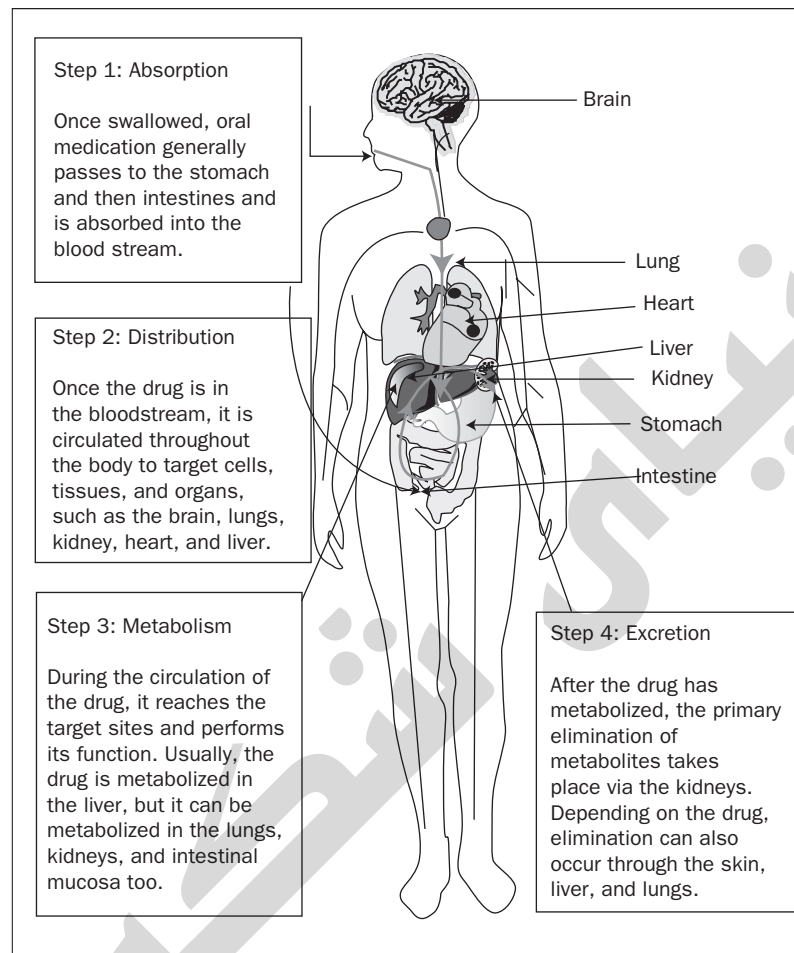 Step 1: Absorption
Once swallowed, oral
medication generally
passes to the stomach
and then intestines and
is absorbed into the
blood stream.
Step 2: Distribution
Once the drug is in
the bloodstream, it is
circulated throughout
the body to target cells,
tissues, and organs,
such as the brain, lungs,
kidney, heart, and liver.
Step 3: Metabolism
During the circulation of
the drug, it reaches the
target sites and performs
its function. Usually, the
drug is metabolized in
the liver, but it can be
metabolized in the lungs,
kidneys, and intestinal
mucosa too.
Brain
Lung
Heart
Liver
Kidney
Stomach
Intestine
Step 4: Excretion
After the drug has
metabolized, the primary
elimination of
metabolites takes
place via the kidneys.
Depending on the drug,
elimination can also
occur through the skin,
liver, and lungs.